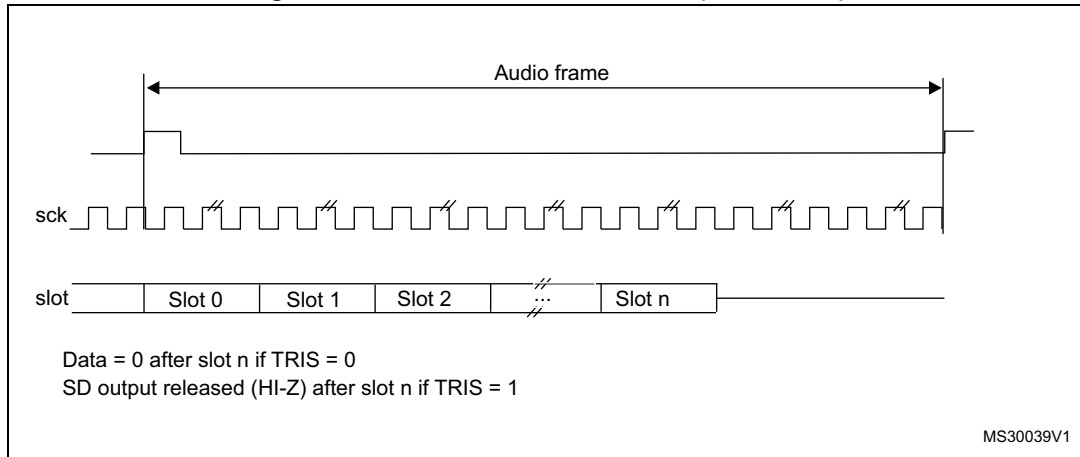 Audio frame
sck
slot Slot 0 Slot 1 Slot 2 ... Slot n
Data = 0 after slot n if TRIS = 0
SD output released (HI-Z) after slot n if TRIS = 1
MS30039V1